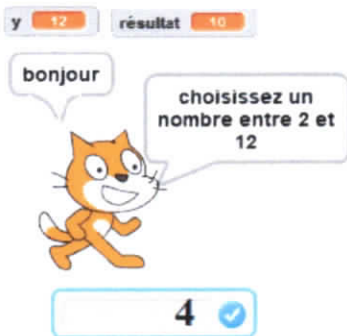 y 12 résultat 10
bonjour
choisissez un
nombre entre 2 et
12
4